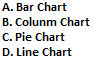 A. Bar Chart
B. Colunm Chart
C. Pie Chart
D. Line Chart